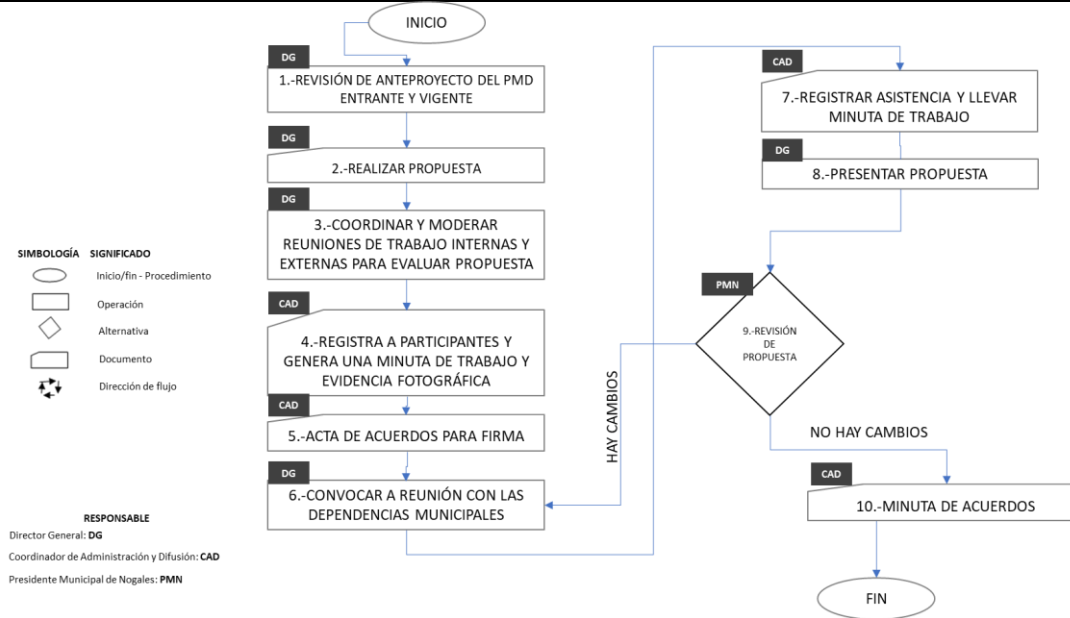 INICIO
DG
1.-REVISIÓN DE ANTEPROYECTO DEL PMD
ENTRANTE Y VIGENTE
DG
2.-REALIZAR PROPUESTA
DG
3.-COORDINAR Y MODERAR
REUNIONES DE TRABAJO INTERNAS Y
EXTERNAS PARA EVALUAR PROPUESTA
CAD
4.-REGISTRA A PARTICIPANTES Y
GENERA UNA MINUTA DE TRABAJO Y
EVIDENCIA FOTOGRÁFICA
CAD
5.-ACTA DE ACUERDOS PARA FIRMA
DG
6.-CONVOCAR A REUNIÓN CON LAS
DEPENDENCIAS MUNICIPALES
CAD
7.-REGISTRAR ASISTENCIA Y LLEVAR
MINUTA DE TRABAJO
DG
8.-PRESENTAR PROPUESTA
PMN
9.-REVISIÓN
DE
PROPUESTA
HAY CAMBIOS
NO HAY CAMBIOS
CAD
10.-MINUTA DE ACUERDOS
FIN
SIMBOLOGÍA SIGNIFICADO
Inicio/fin - Procedimiento
Operación
Alternativa
Documento
Dirección de flujo
RESPONSABLE
Director General: DG
Coordinador de Administración y Difusión: CAD
Presidente Municipal de Nogales: PMN